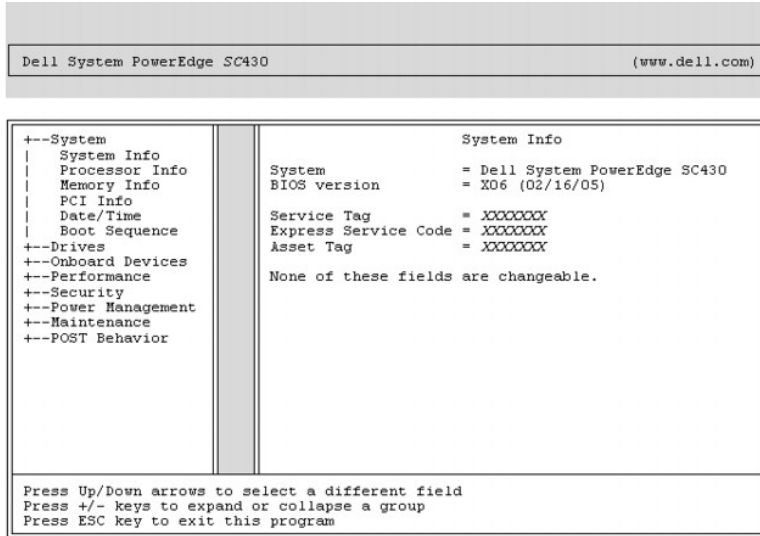 Dell System PowerEdge SC430 (www.dell.com)
+--System
| System Info
| Processor Info
| Memory Info
| PCI Info
| Date/Time
| Boot Sequence
+--Drives
+--Onboard Devices
+--Performance
+--Security
+--Power Management
+--Maintenance
+--POST Behavior
System Info
System = Dell System PowerEdge SC430
BIOS version = X06 (02/16/05)
Service Tag = XXXXXXX
Express Service Code = XXXXXXX
Asset Tag = XXXXXXX
None of these fields are changeable.
Press Up/Down arrows to select a different field
Press +/- keys to expand or collapse a group
Press ESC key to exit this program